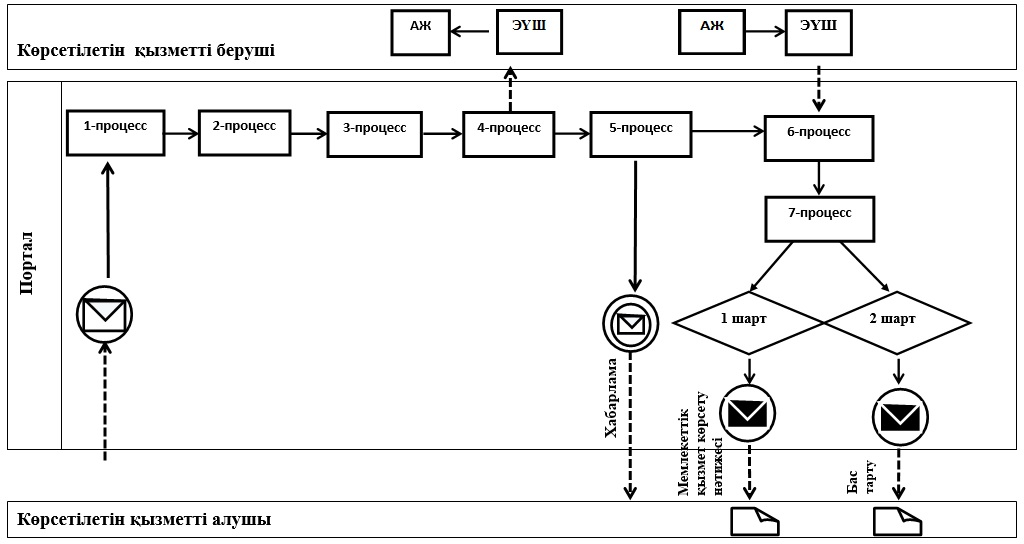 АЖ
ЭҮШ
АЖ
ЭҮШ
Көрсетілетін қызметті беруші
1-процесс
2-процесс
3-процесс
4-процесс
5-процесс
6-процесс
7-процесс
Портал
1 шарт
2 шарт
Хабарлама
Мемлекеттік
қызмет көрсету
нәтижесі
Бас
тарту
Көрсетілетін қызметті алушы